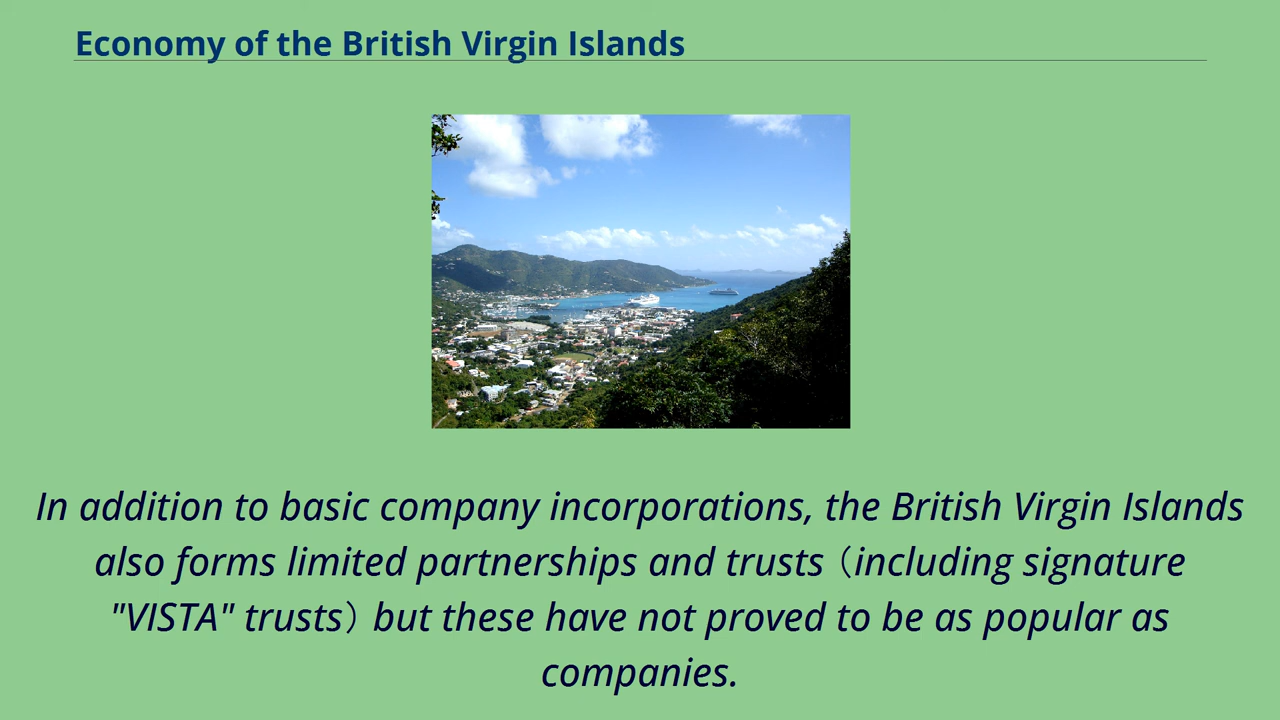 Economy of the British Virgin Islands
In addition to basic company incorporations, the British Virgin Islands
also forms limited partnerships and trusts（including signature
"VISTA" trusts）but these have not proved to be as popular as
companies.